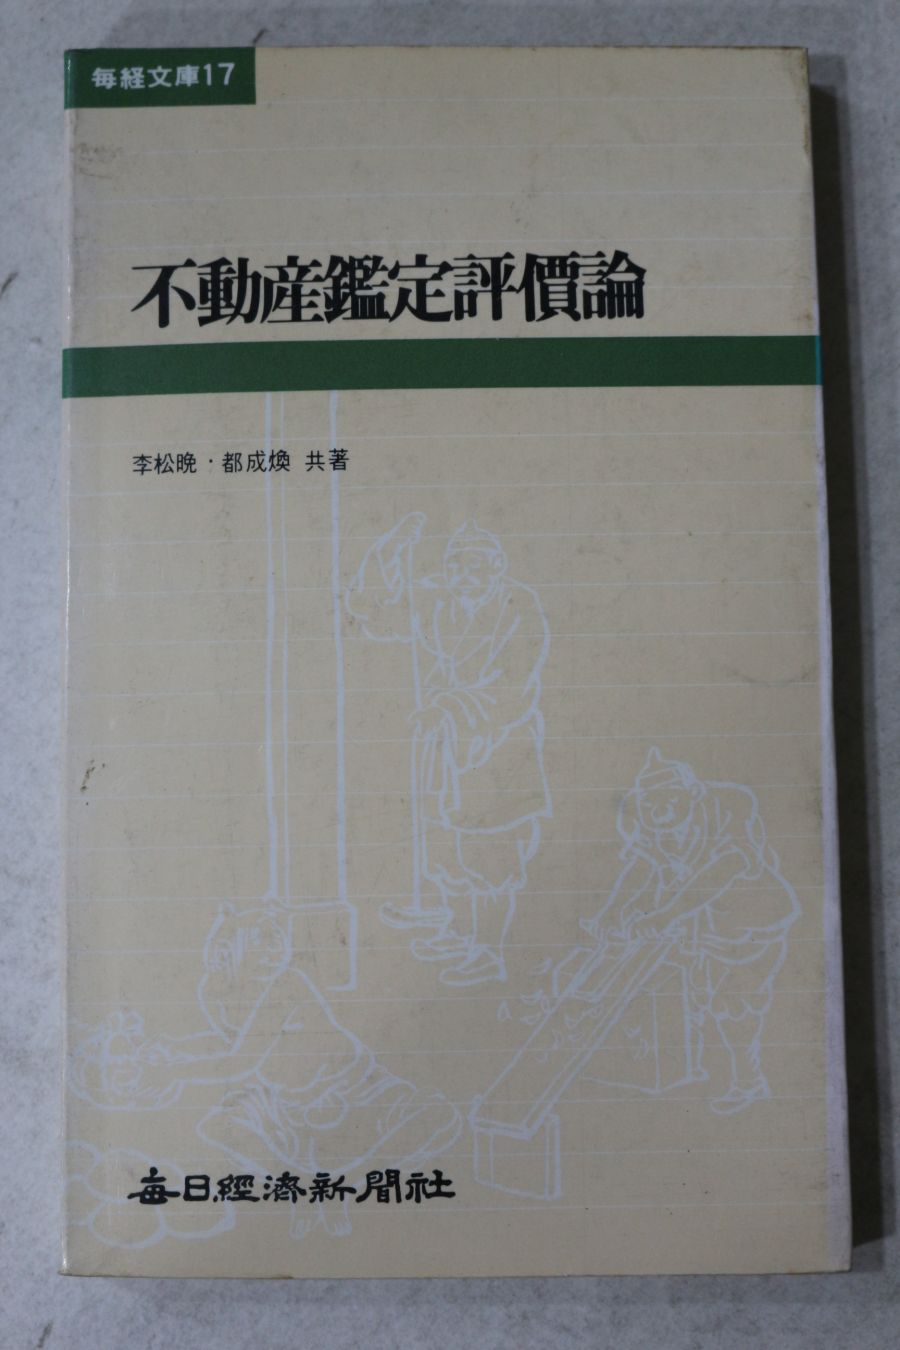 每経文庫17
不動産鑑定評價論
李松晩·都成煥 共著
每日經濟新聞社